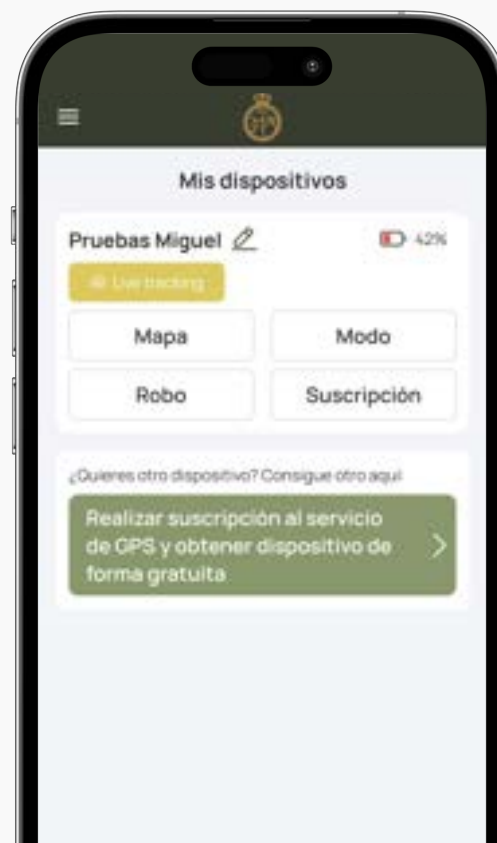 Mis dispositivos
Pruebas Miguel
42%
Live tracking
Mapa
Modo
Robo
Suscripción
¿Quieres otro dispositivo? Consigue otro aquí
Realizar suscripción al servicio
de GPS y obtener dispositivo de
forma gratuita